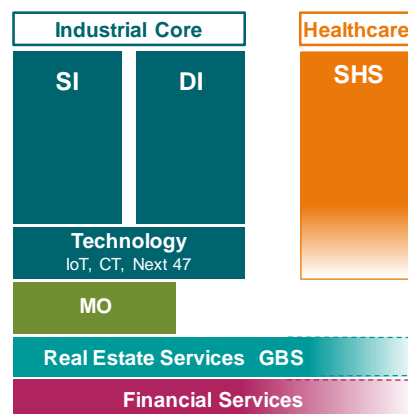 Industrial Core
Healthcare
SI
DI
SHS
Technology
IoT, CT, Next 47
MO
Real Estate Services GBS
Financial Services